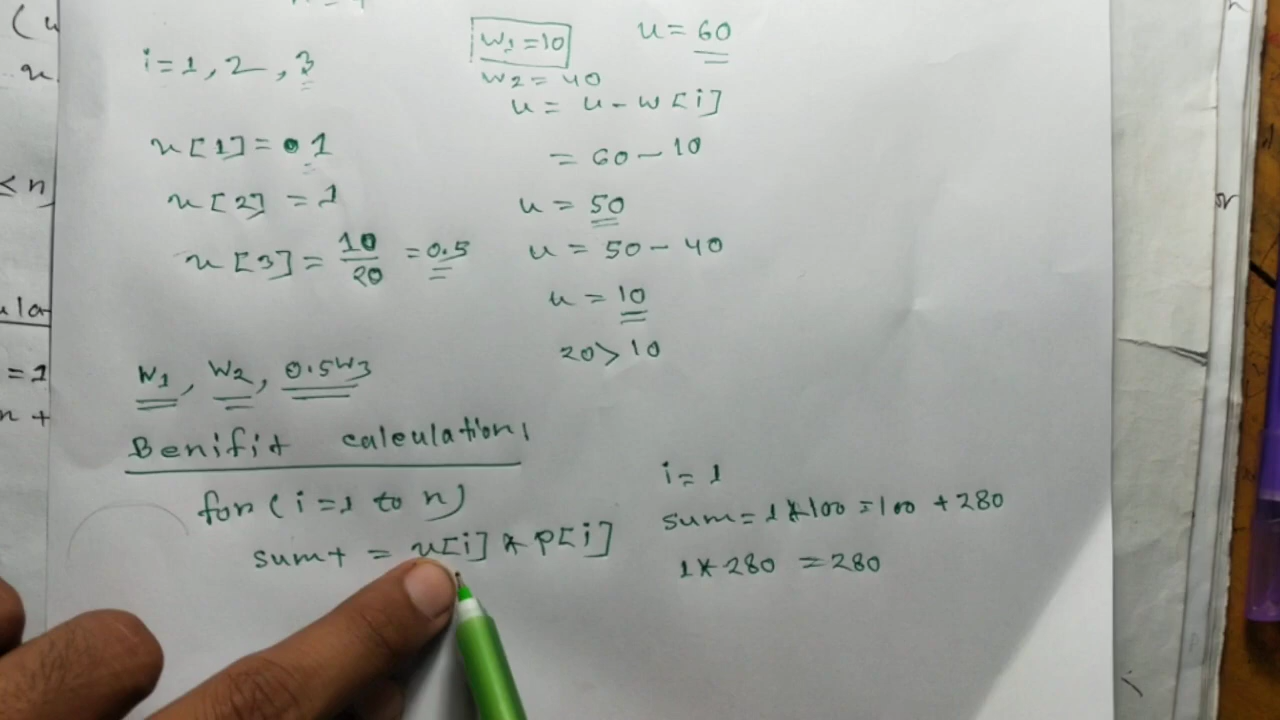 i=1, 2, 3
w1=10
w2=40
u=60
u = u-w[i]
= 60-10
u = 50
u = 50-40
u = 10
20>10
x[1]= 1
x[2] = 1
x[3] = 10/20 = 0.5
W1, W2, 0.5W3
Benifit calculation,
for(i=1 to n)
sum+ = x[i] * p[i]
i=1
sum=1*100=100 +280
1*280 =280
<n
=1